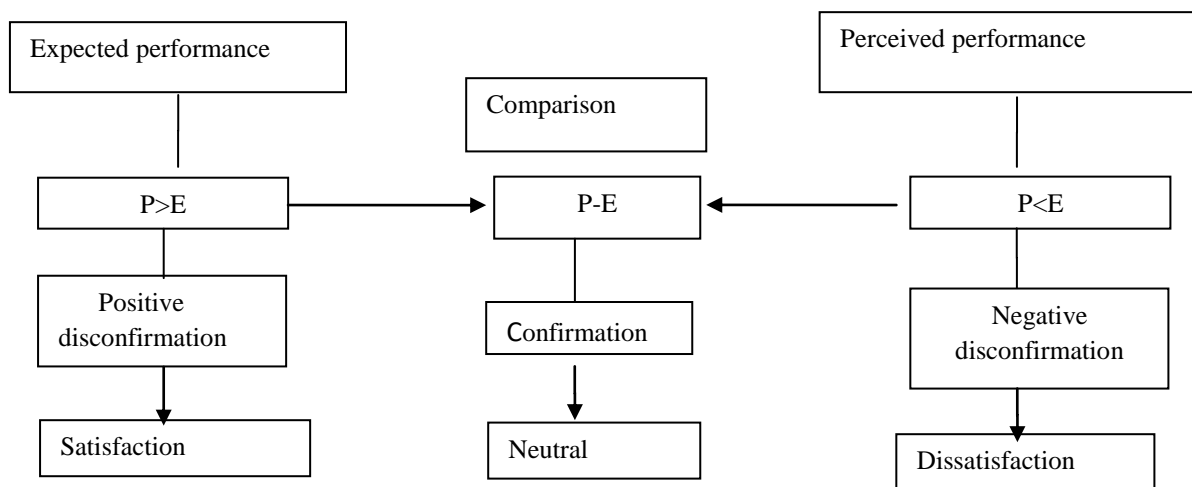 Expected performance
Perceived performance
Comparison
P>E
P-E
P<E
Positive
disconfirmation
Confirmation
Negative
disconfirmation
Satisfaction
Neutral
Dissatisfaction